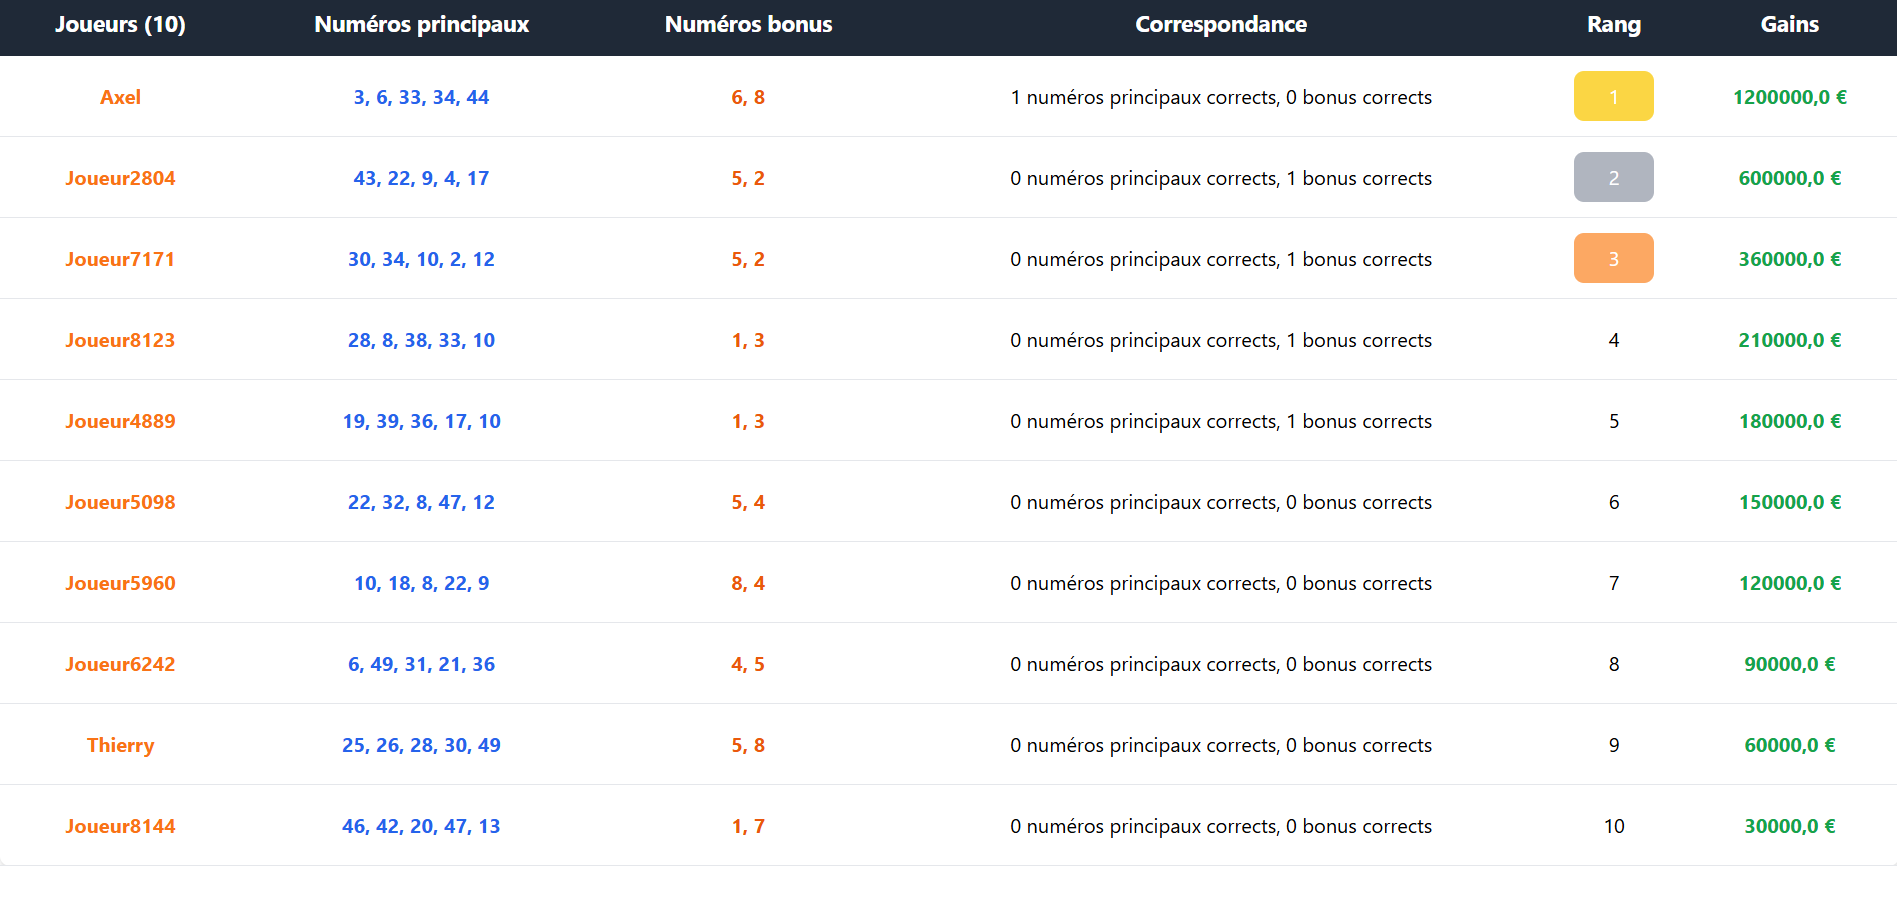 Joueurs (10) Numéros principaux Numéros bonus Correspondance Rang Gains
Axel 3, 6, 33, 34, 44 6, 8 1 numéros principaux corrects, 0 bonus corrects 1 1200000,0 €
Joueur2804 43, 22, 9, 4, 17 5, 2 0 numéros principaux corrects, 1 bonus corrects 2 600000,0 €
Joueur7171 30, 34, 10, 2, 12 5, 2 0 numéros principaux corrects, 1 bonus corrects 3 360000,0 €
Joueur8123 28, 8, 38, 33, 10 1, 3 0 numéros principaux corrects, 1 bonus corrects 4 210000,0 €
Joueur4889 19, 39, 36, 17, 10 1, 3 0 numéros principaux corrects, 1 bonus corrects 5 180000,0 €
Joueur5098 22, 32, 8, 47, 12 5, 4 0 numéros principaux corrects, 0 bonus corrects 6 150000,0 €
Joueur5960 10, 18, 8, 22, 9 8, 4 0 numéros principaux corrects, 0 bonus corrects 7 120000,0 €
Joueur6242 6, 49, 31, 21, 36 4, 5 0 numéros principaux corrects, 0 bonus corrects 8 90000,0 €
Thierry 25, 26, 28, 30, 49 5, 8 0 numéros principaux corrects, 0 bonus corrects 9 60000,0 €
Joueur8144 46, 42, 20, 47, 13 1, 7 0 numéros principaux corrects, 0 bonus corrects 10 30000,0 €